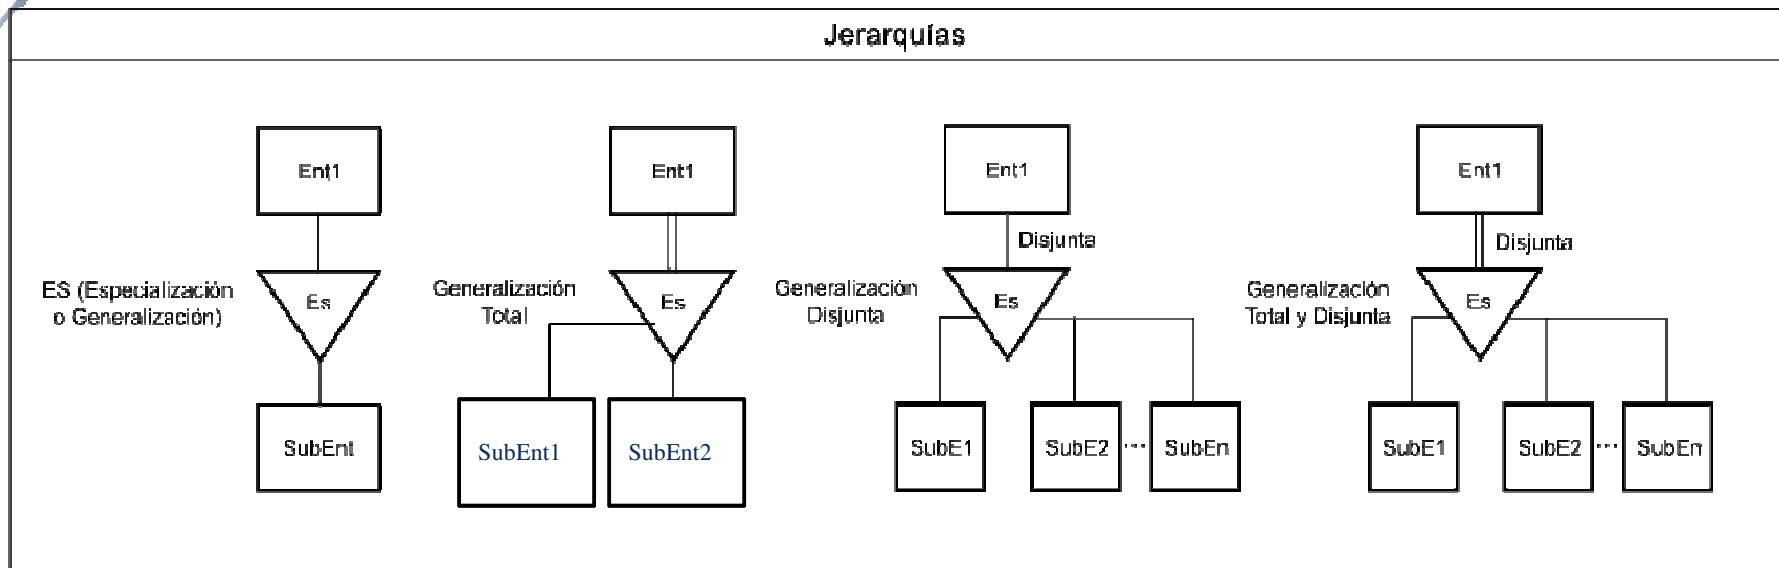 Jerarquías
Ent1
ES (Especialización
o Generalización)
Es
SubEnt
Ent1
Generalización
Total
Es
SubEnt1
SubEnt2
Ent1
Disjunta
Generalización
Disjunta
Es
SubE1
SubE2
...
SubEn
Ent1
Disjunta
Generalización
Total y Disjunta
Es
SubE1
SubE2
...
SubEn